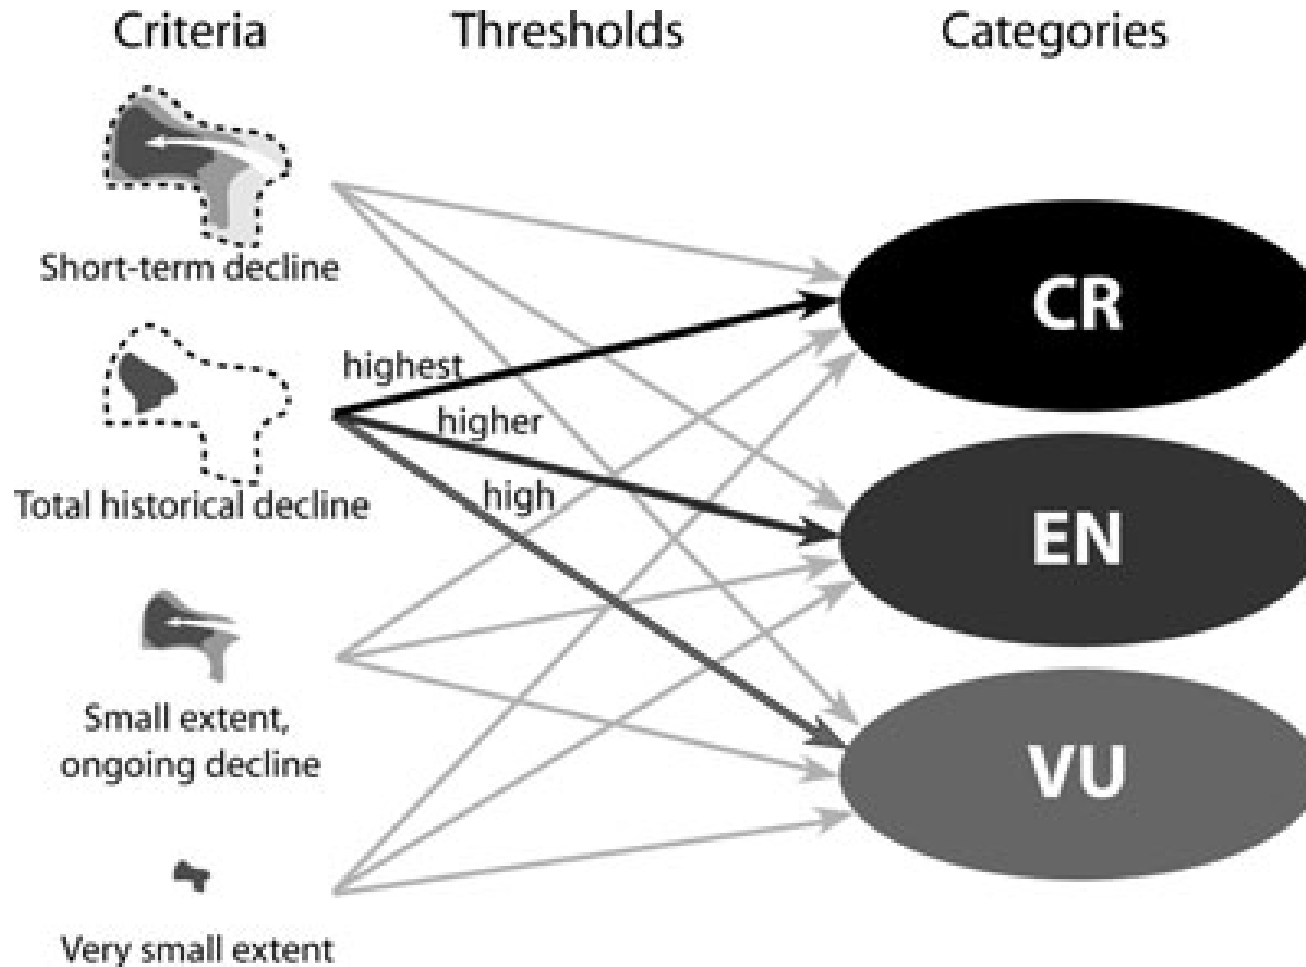 Criteria
Thresholds
Categories
Short-term decline
Total historical decline
Small extent,
ongoing decline
Very small extent
highest
higher
high
CR
EN
VU